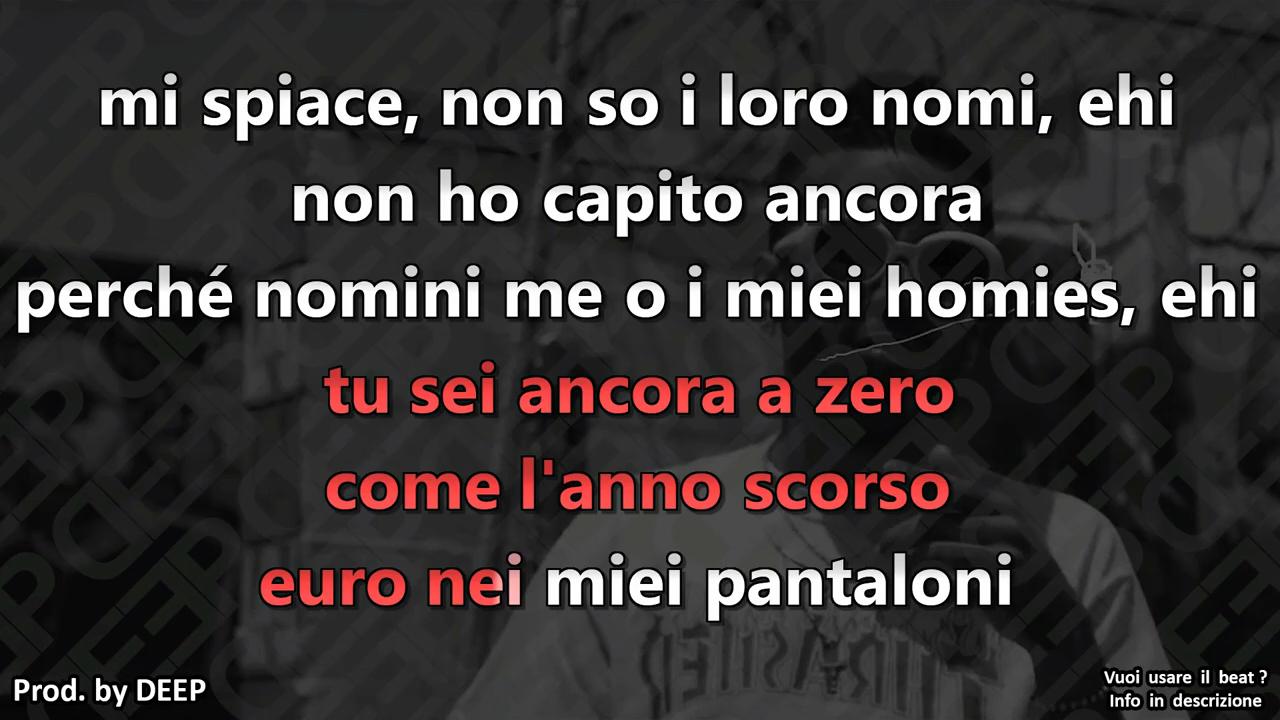 mi spiace, non so i loro nomi, ehi
non ho capito ancora
perché nomini me o i miei homies, ehi
tu sei ancora a zero
come l'anno scorso
euro nei miei pantaloni
Prod. by DEEP
Vuoi usare il beat ?
Info in descrizione